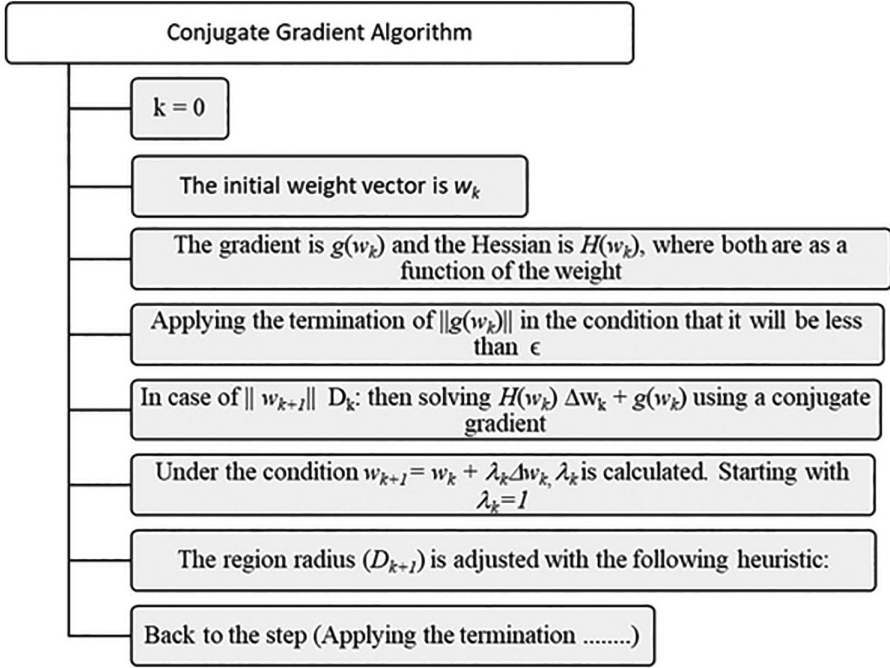 Conjugate Gradient Algorithm
k = 0
The initial weight vector is wₖ
The gradient is g(wₖ) and the Hessian is H(wₖ), where both are as a
function of the weight
Applying the termination of ||g(wₖ)|| in the condition that it will be less
than ϵ
In case of || wₖ₊₁|| Dₖ: then solving H(wₖ) Δwₖ + g(wₖ) using a conjugate
gradient
Under the condition wₖ₊₁= wₖ + λₖΔwₖ, λₖ is calculated. Starting with
λₖ=1
The region radius (Dₖ₊₁) is adjusted with the following heuristic:
Back to the step (Applying the termination ........)